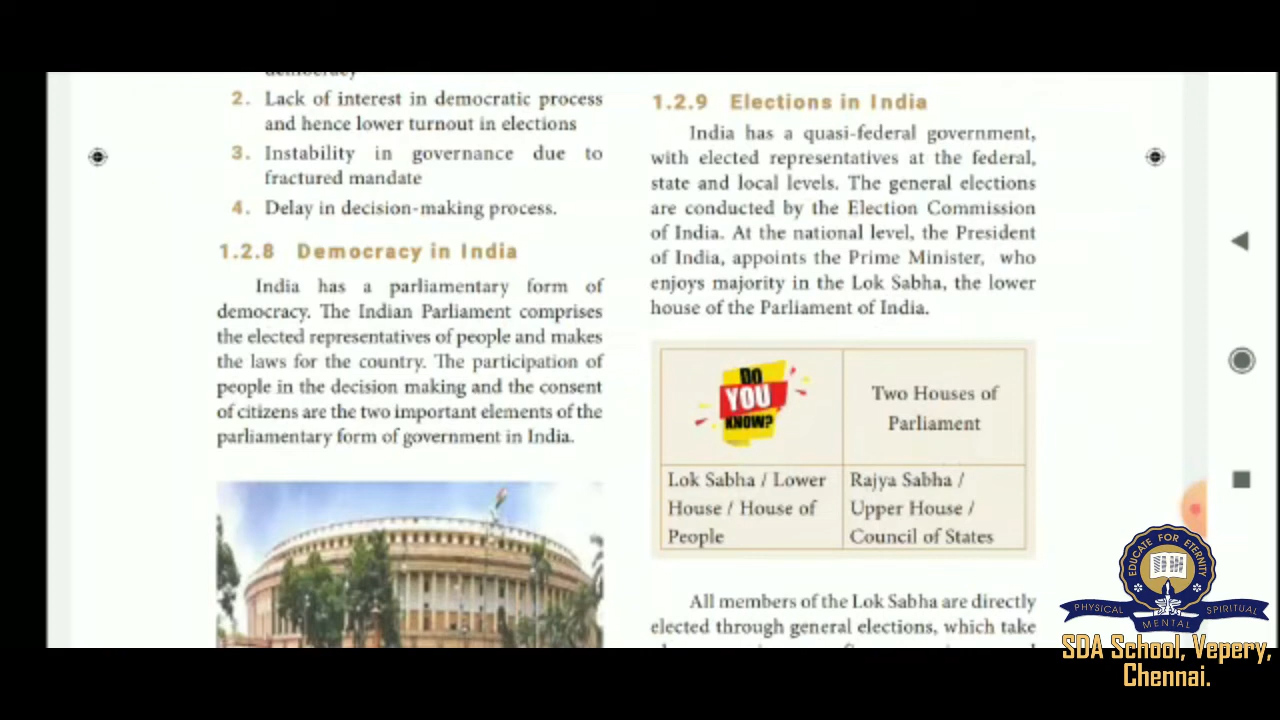 democracy
2. Lack of interest in democratic process
and hence lower turnout in elections
3. Instability in governance due to
fractured mandate
4. Delay in decision-making process.
1.2.8 Democracy in India
India has a parliamentary form of
democracy. The Indian Parliament comprises
the elected representatives of people and makes
the laws for the country. The participation of
people in the decision making and the consent
of citizens are the two important elements of the
parliamentary form of government in India.
1.2.9 Elections in India
India has a quasi-federal government,
with elected representatives at the federal,
state and local levels. The general elections
are conducted by the Election Commission
of India. At the national level, the President
of India, appoints the Prime Minister, who
enjoys majority in the Lok Sabha, the lower
house of the Parliament of India.
DO
YOU
KNOW?
Two Houses of
Parliament
Lok Sabha / Lower
House / House of
People
Rajya Sabha /
Upper House /
Council of States
All members of the Lok Sabha are directly
elected through general elections, which take
EDUCATE FOR ETERNITY
PHYSICAL
MENTAL
SPIRITUAL
SDA School, Vepery,
Chennai.